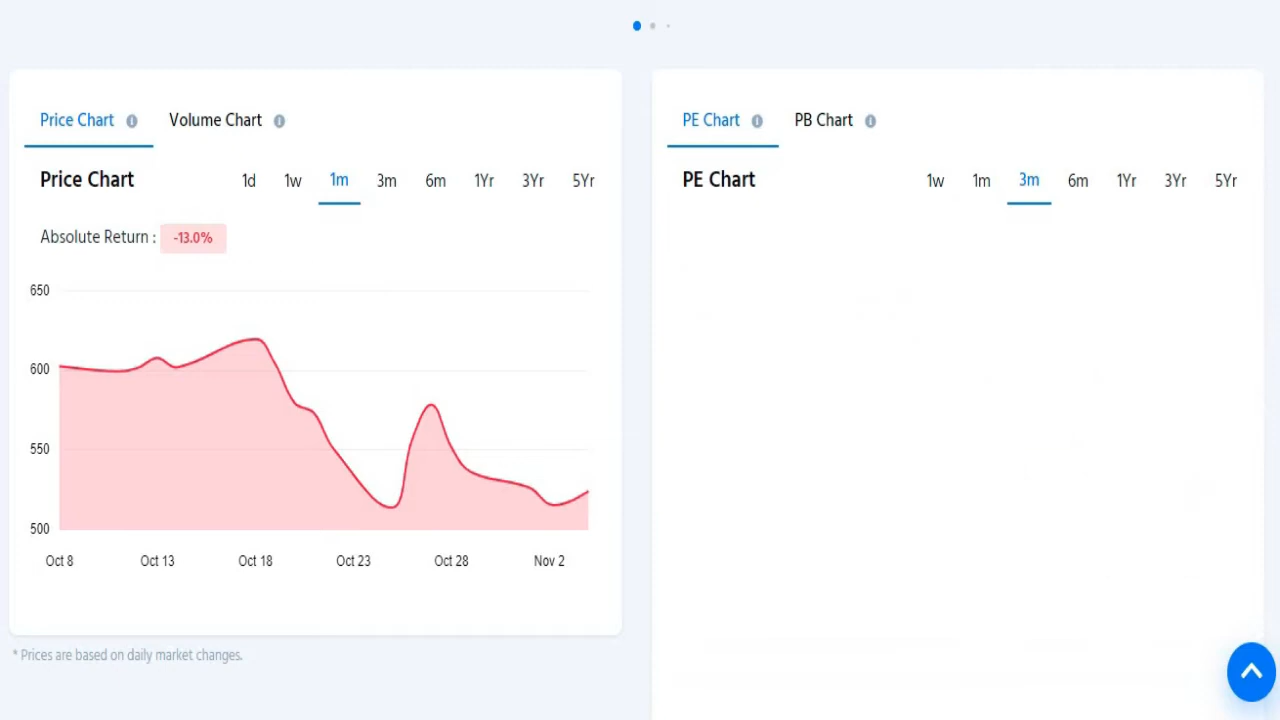 Price Chart Volume Chart
Price Chart 1d 1w 1m 3m 6m 1Yr 3Yr 5Yr
Absolute Return : -13.0%
650
600
550
500
Oct 8 Oct 13 Oct 18 Oct 23 Oct 28 Nov 2
* Prices are based on daily market changes.
PE Chart PB Chart
PE Chart 1w 1m 3m 6m 1Yr 3Yr 5Yr